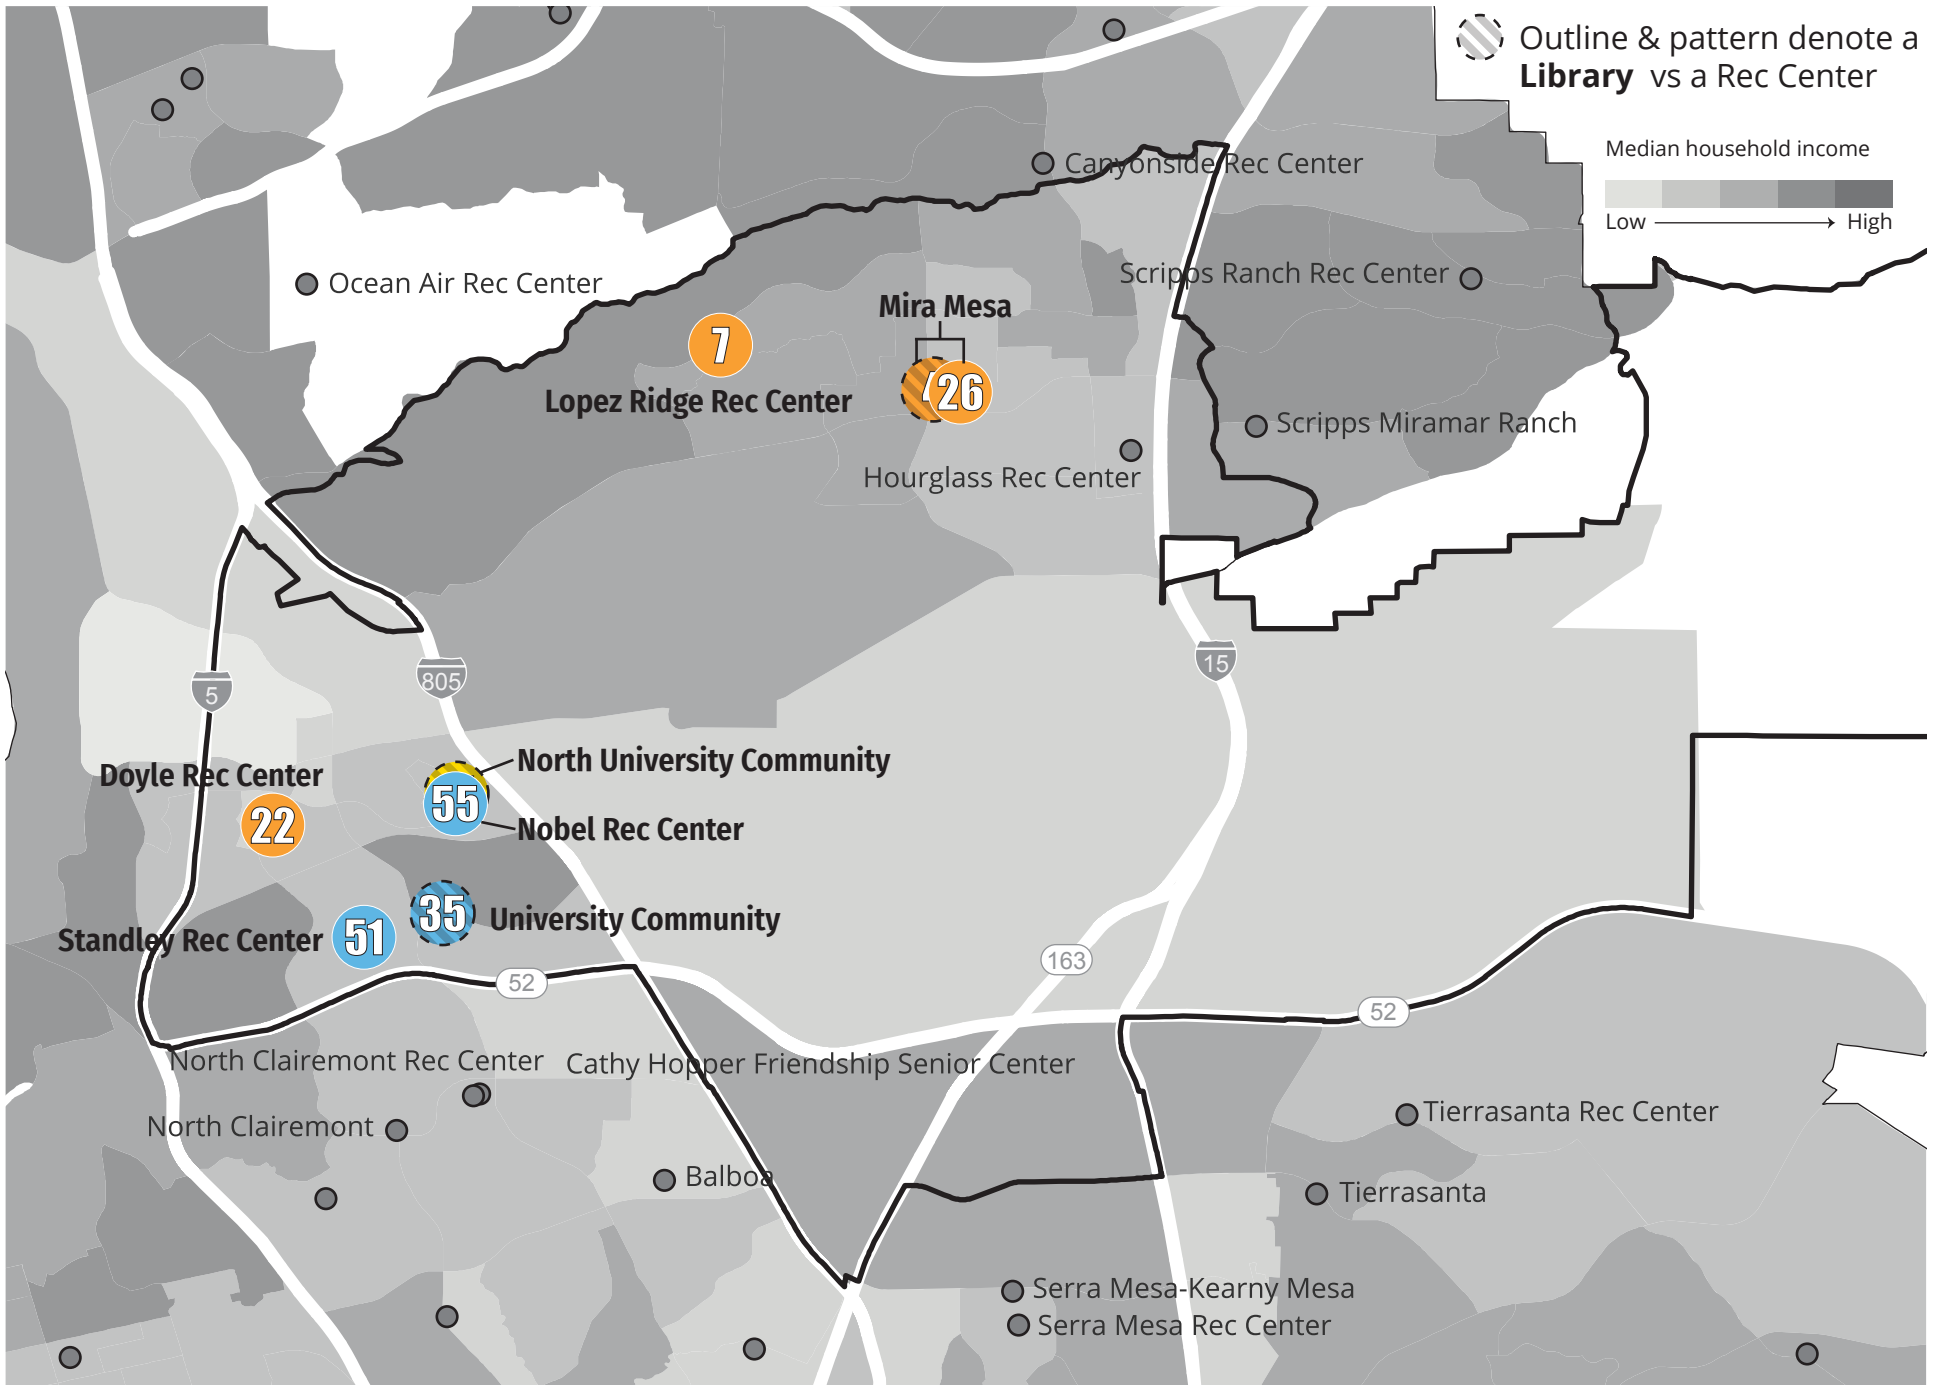 Outline & pattern denote a
Library vs a Rec Center
Median household income
Low
High
Canyonside Rec Center
Scripps Ranch Rec Center
Ocean Air Rec Center
Mira Mesa
7
26
Lopez Ridge Rec Center
Scripps Miramar Ranch
Hourglass Rec Center
15
5
805
North University Community
Doyle Rec Center
55
22
Nobel Rec Center
35
University Community
51
Standley Rec Center
163
52
52
North Clairemont Rec Center
Cathy Hopper Friendship Senior Center
North Clairemont
Tierrasanta Rec Center
Balboa
Tierrasanta
Serra Mesa-Kearny Mesa
Serra Mesa Rec Center